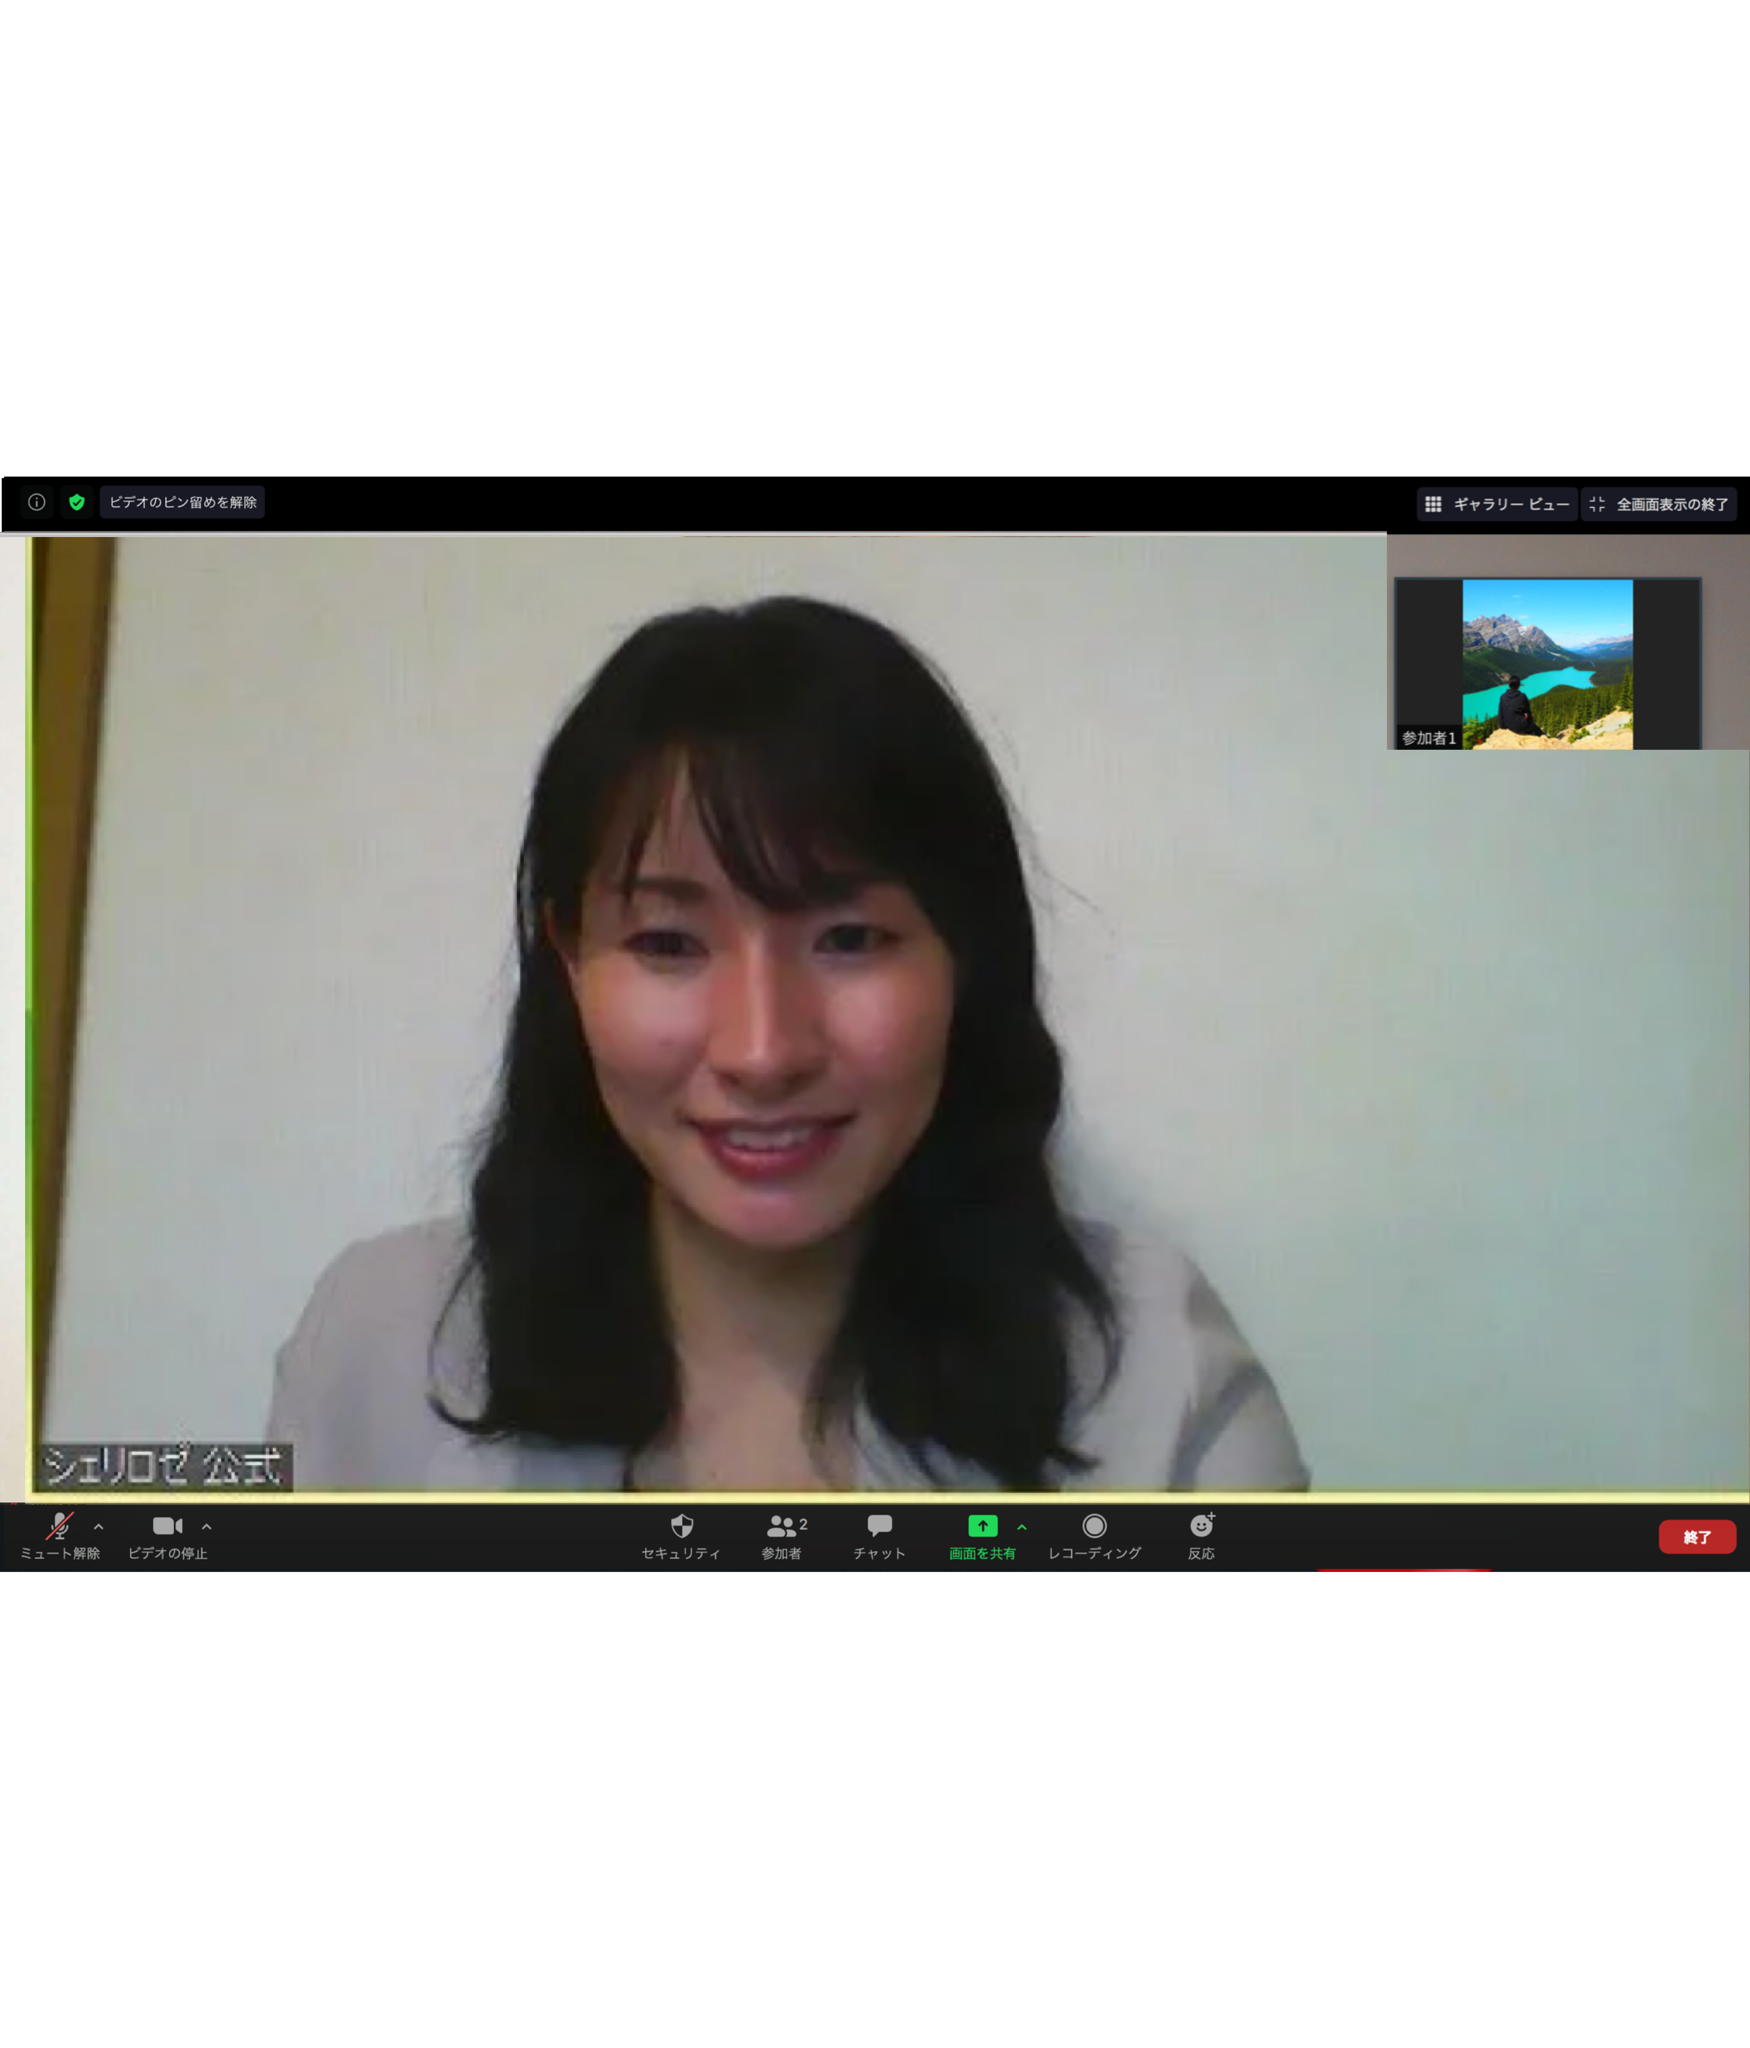 ビデオのピン留めを解除
ギャラリー ビュー
全画面表示の終了
参加者1
シェリロゼ 公式
ミュート解除
ビデオの停止
セキュリティ
2
参加者
チャット
画面を共有
レコーディング
反応
終了